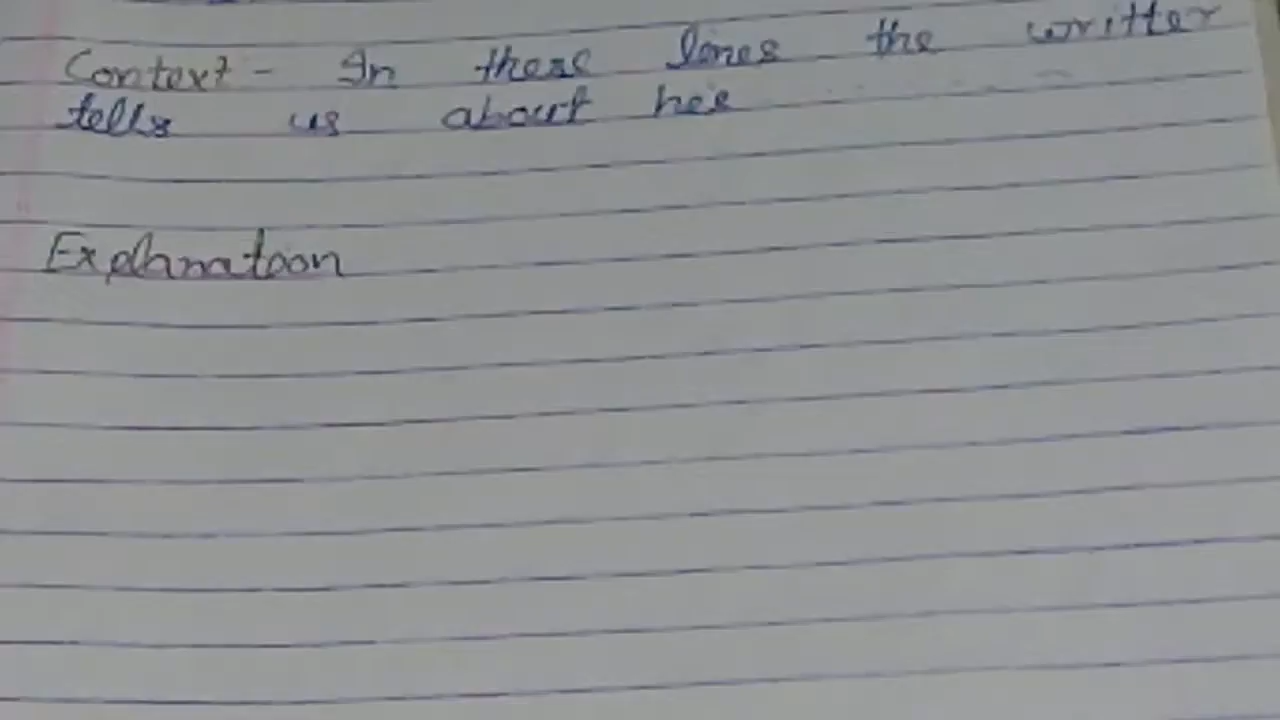 Context - In these lines the writter
tells us about her
Explanation